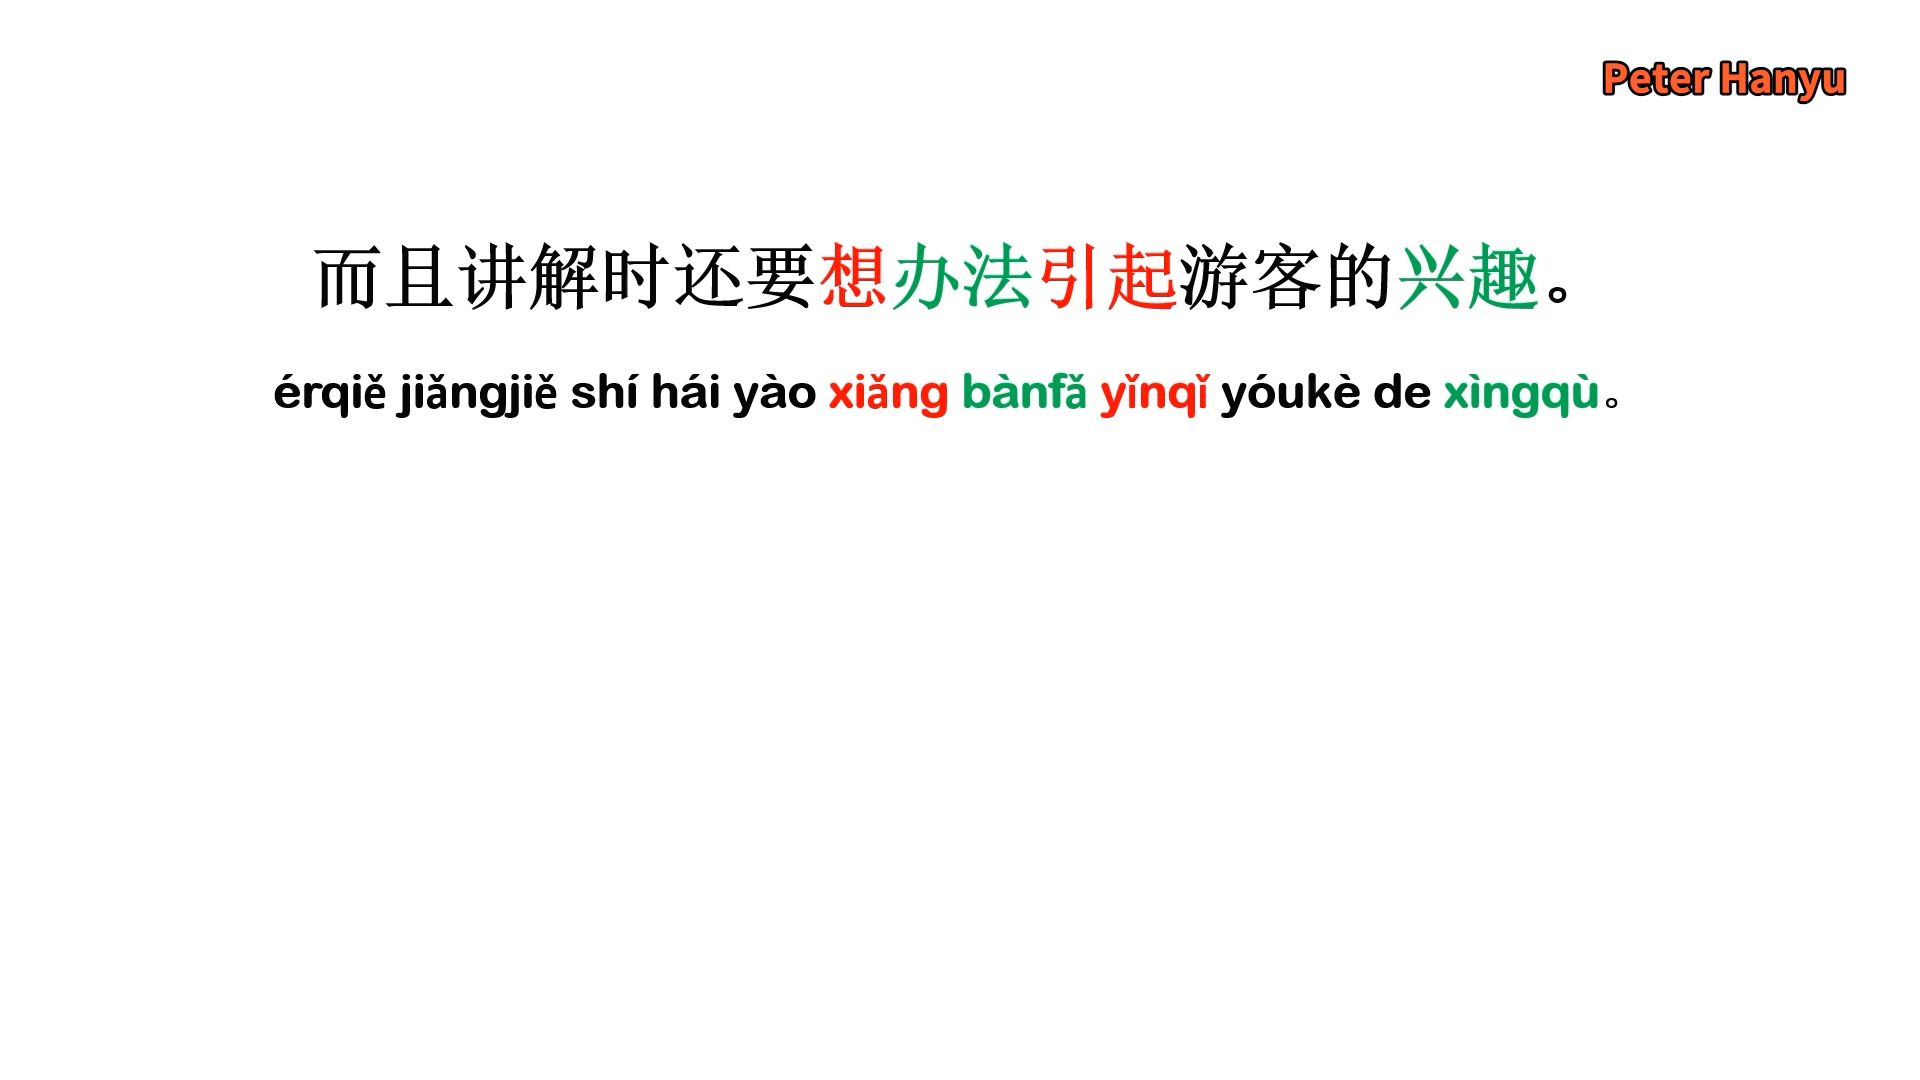 Peter Hanyu
而且讲解时还要想办法引起游客的兴趣。
érqiě jiǎngjiě shí hái yào xiǎng bànfǎ yǐnqǐ yóukè de xìngqù。